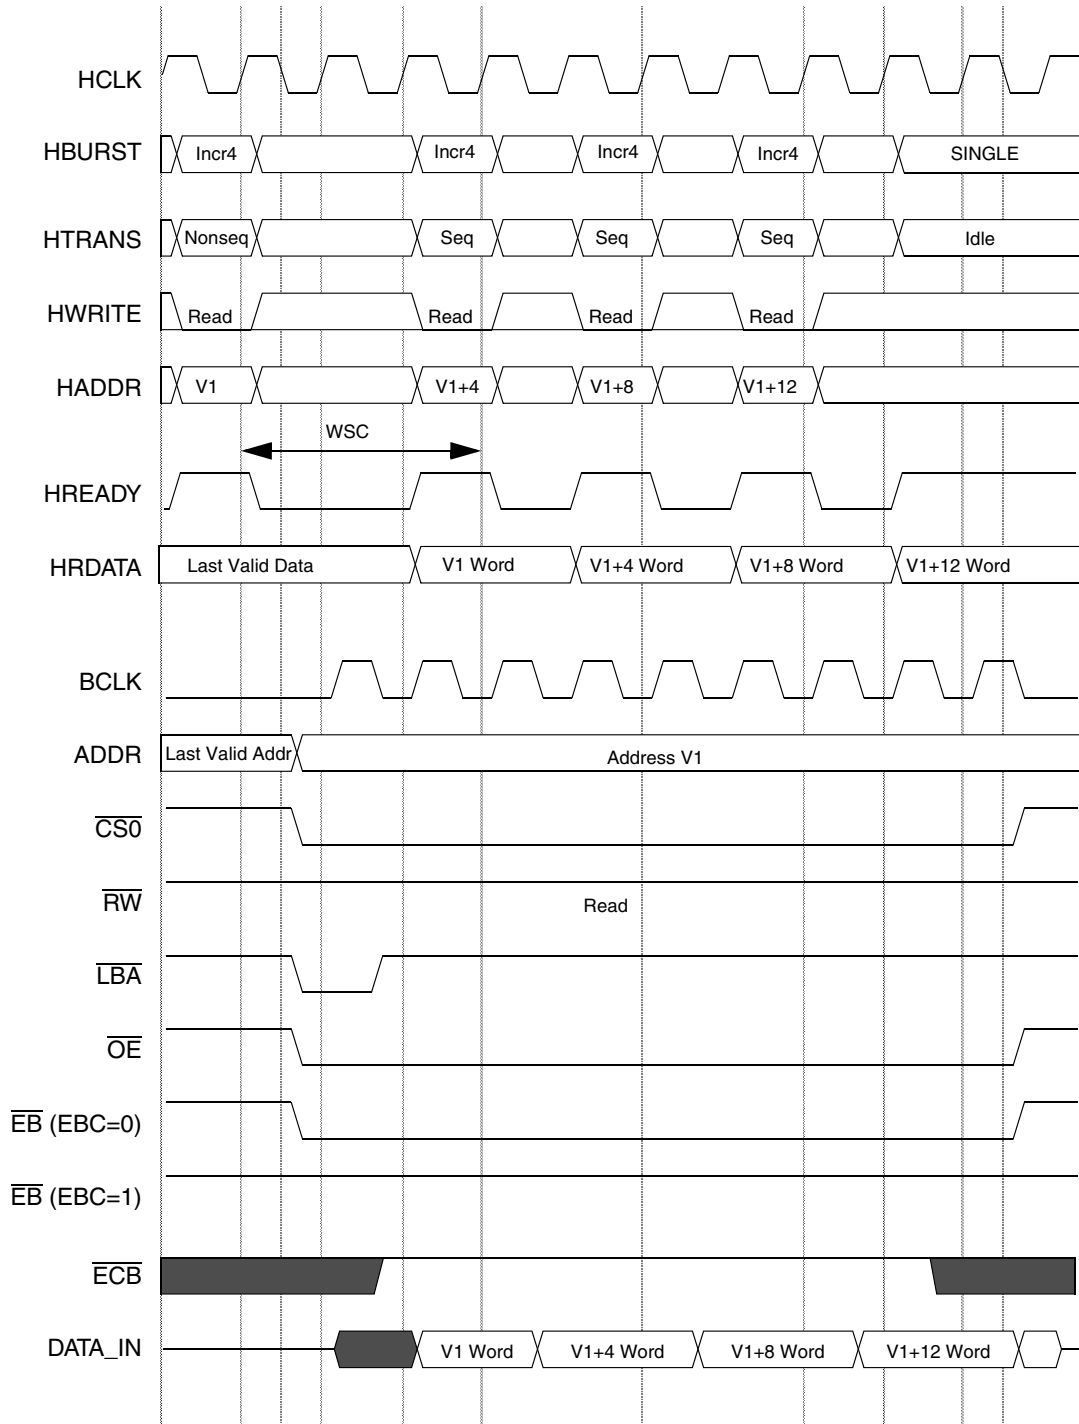 HCLK
HBURST Incr4 Incr4 Incr4 Incr4 SINGLE
HTRANS Nonseq Seq Seq Seq Idle
HWRITE Read Read Read Read
HADDR V1 V1+4 V1+8 V1+12
WSC
HREADY
HRDATA Last Valid Data V1 Word V1+4 Word V1+8 Word V1+12 Word
BCLK
ADDR Last Valid Addr Address V1
CS0
RW Read
LBA
OE
EB (EBC=0)
EB (EBC=1)
ECB
DATA_IN V1 Word V1+4 Word V1+8 Word V1+12 Word